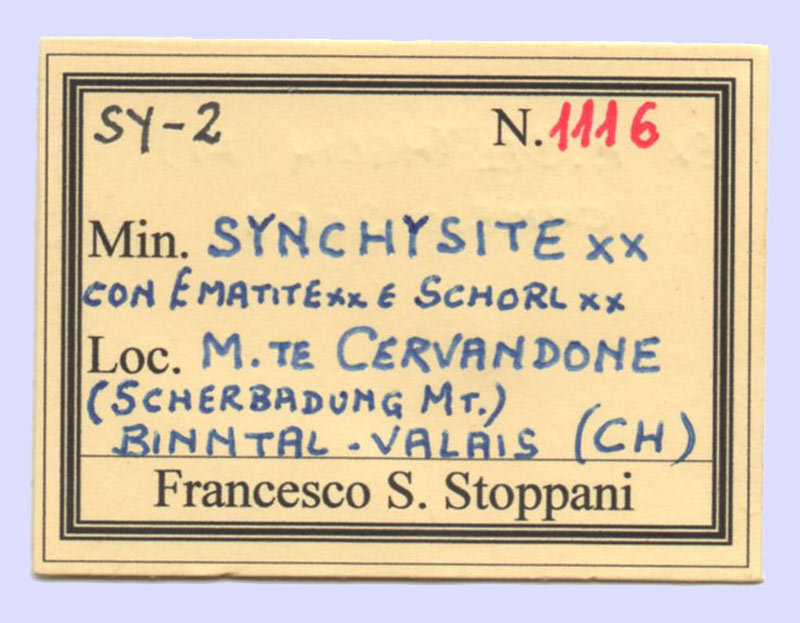 SY-2 N. 1116
Min. SYNCHYSITE xx
CON EMATITE xx E SCHORL xx
Loc. M.TE CERVANDONE
(SCHERBADUNG MT.)
BINNTAL - VALAIS (CH)
Francesco S. Stoppani